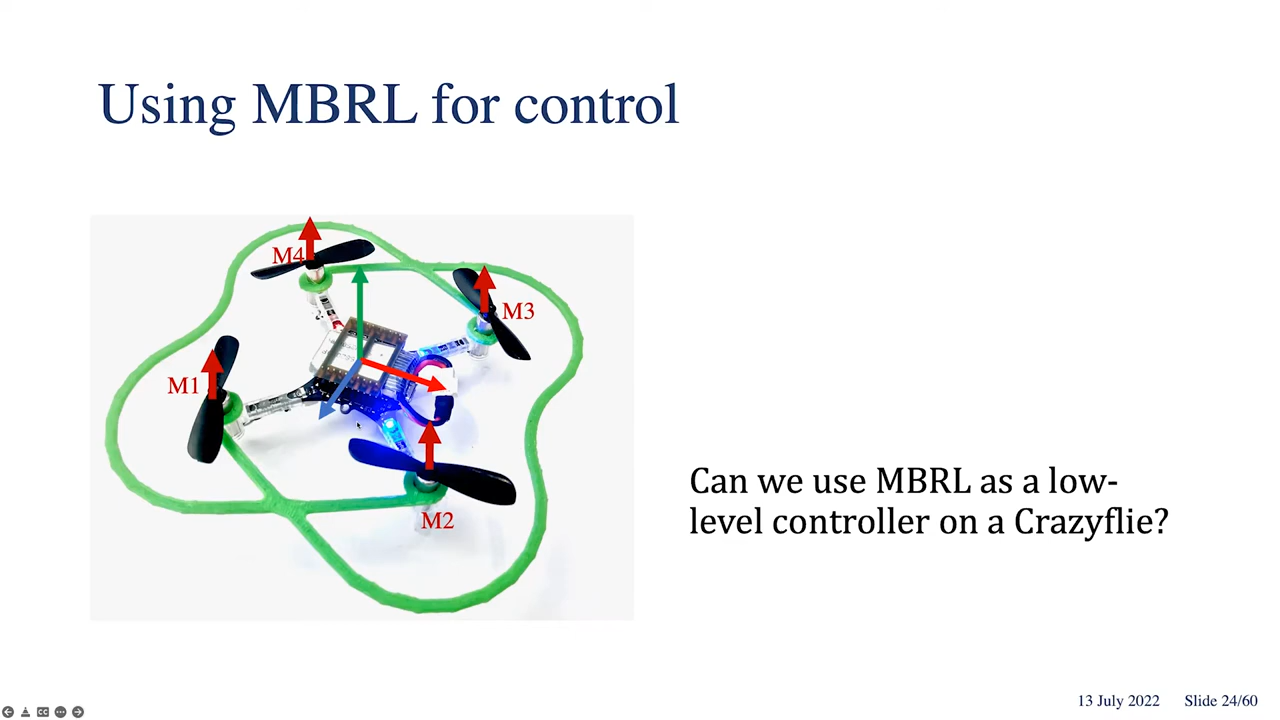 Using MBRL for control
M4
M3
M1
M2
Can we use MBRL as a low-
level controller on a Crazyflie?
13 July 2022 Slide 24/60